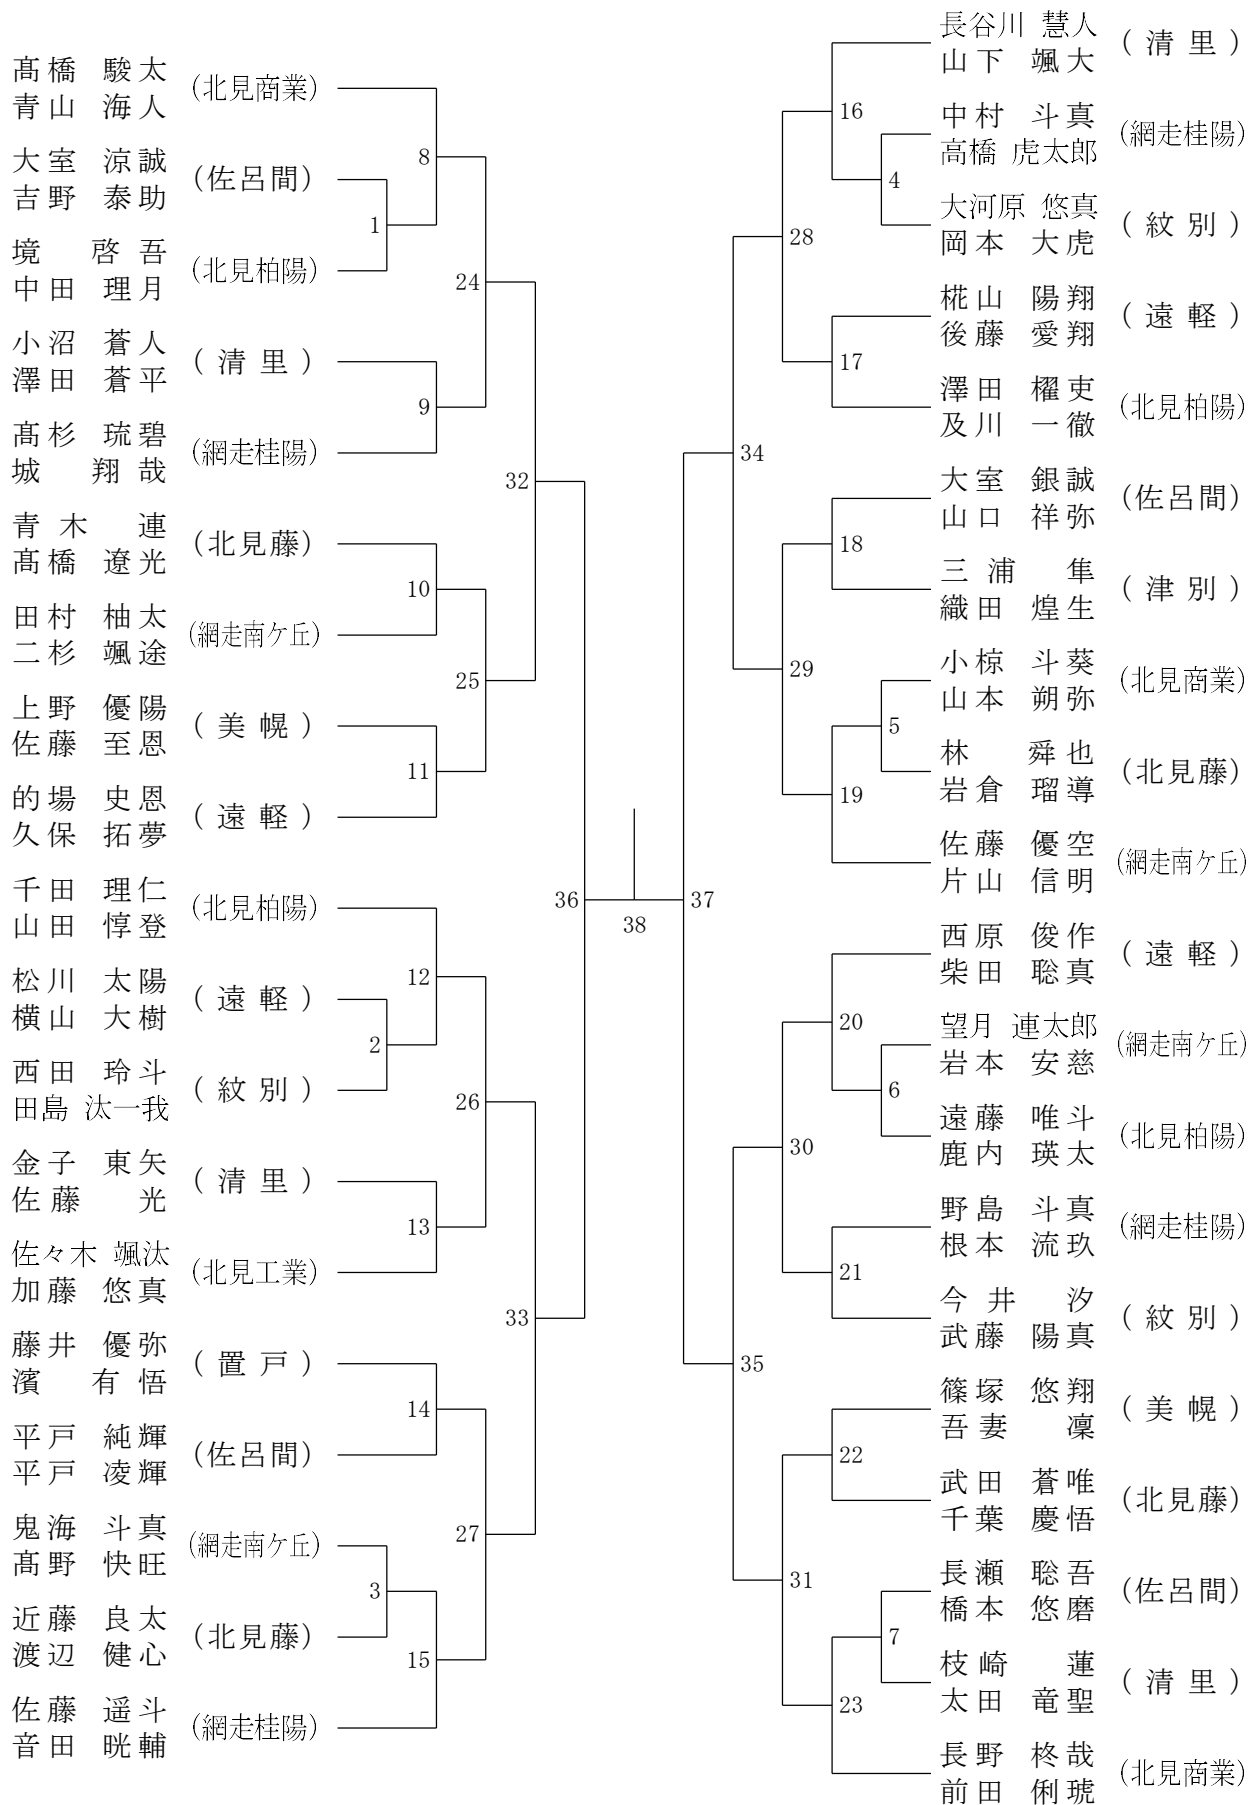 髙橋 駿太
青山 海人
(北見商業)
大室 涼誠
吉野 泰助
(佐呂間)
境 啓吾
中田 理月
(北見柏陽)
小沼 蒼人
澤田 蒼平
(清里)
髙杉 琉碧
城 翔哉
(網走桂陽)
青木 連
髙橋 遼光
(北見藤)
田村 柚太
二杉 颯途
(網走南ケ丘)
上野 優陽
佐藤 至恩
(美幌)
的場 史恩
久保 拓夢
(遠軽)
千田 理仁
山田 惇登
(北見柏陽)
松川 太陽
横山 大樹
(遠軽)
西田 玲斗
田島 汰一我
(紋別)
金子 東矢
佐藤 光
(清里)
佐々木 颯汰
加藤 悠真
(北見工業)
藤井 優弥
濱 有悟
(置戸)
平戸 純輝
平戸 凌輝
(佐呂間)
鬼海 斗真
髙野 快旺
(網走南ケ丘)
近藤 良太
渡辺 健心
(北見藤)
佐藤 遥斗
音田 晄輔
(網走桂陽)
1
2
3
8
9
10
11
12
13
14
15
24
25
26
27
32
33
36
38
37
34
35
28
29
30
31
16
17
18
19
20
21
22
23
4
5
6
7
長谷川 慧人
山下 颯大
(清里)
中村 斗真
高橋 虎太郎
(網走桂陽)
大河原 悠真
岡本 大虎
(紋別)
椛山 陽翔
後藤 愛翔
(遠軽)
澤田 櫂吏
及川 一徹
(北見柏陽)
大室 銀誠
山口 祥弥
(佐呂間)
三浦 隼
織田 煌生
(津別)
小椋 斗葵
山本 朔弥
(北見商業)
林 舜也
岩倉 瑠導
(北見藤)
佐藤 優空
片山 信明
(網走南ケ丘)
西原 俊作
柴田 聡真
(遠軽)
望月 連太郎
岩本 安慈
(網走南ケ丘)
遠藤 唯斗
鹿内 瑛太
(北見柏陽)
野島 斗真
根本 流玖
(網走桂陽)
今井 汐
武藤 陽真
(紋別)
篠塚 悠翔
吾妻 凜
(美幌)
武田 蒼唯
千葉 慶悟
(北見藤)
長瀬 聡吾
橋本 悠磨
(佐呂間)
枝崎 蓮
太田 竜聖
(清里)
長野 柊哉
前田 俐琥
(北見商業)